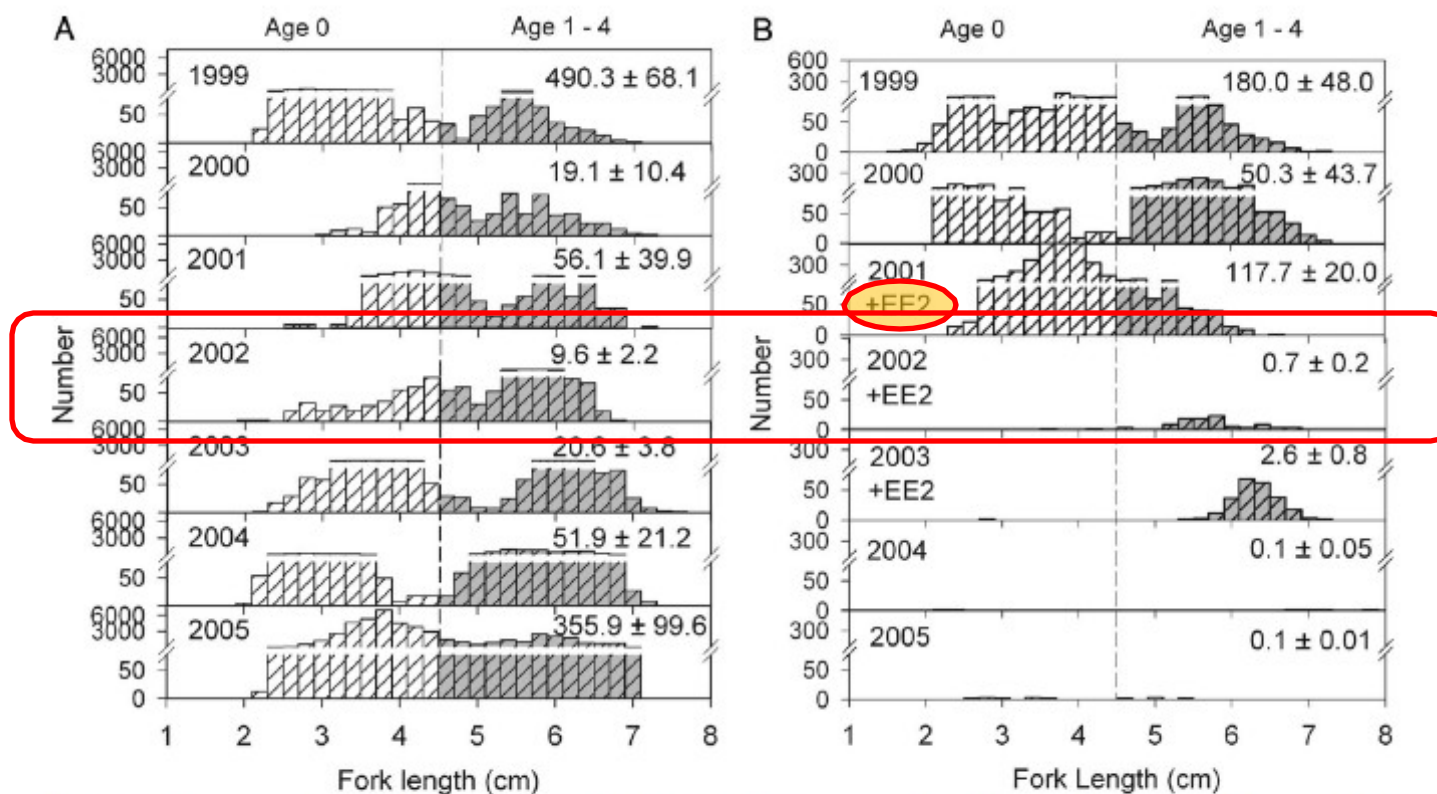 A
Age 0 Age 1 - 4
6000
3000
1999
490.3 ± 68.1
50
6000
3000
2000
19.1 ± 10.4
50
6000
3000
2001
56.1 ± 39.9
50
6000
3000
2002
9.6 ± 2.2
50
6000
3000
2003
20.6 ± 3.8
50
6000
3000
2004
51.9 ± 21.2
50
6000
3000
2005
355.9 ± 99.6
50
0
1 2 3 4 5 6 7 8
Fork length (cm)
Number
B
Age 0 Age 1 - 4
600
300
1999
180.0 ± 48.0
50
0
300
2000
50.3 ± 43.7
50
0
300
2001
117.7 ± 20.0
50
+EE2
0
300
2002
0.7 ± 0.2
50
+EE2
0
300
2003
2.6 ± 0.8
50
+EE2
0
300
2004
0.1 ± 0.05
50
0
300
2005
0.1 ± 0.01
50
0
1 2 3 4 5 6 7 8
Fork Length (cm)
Number